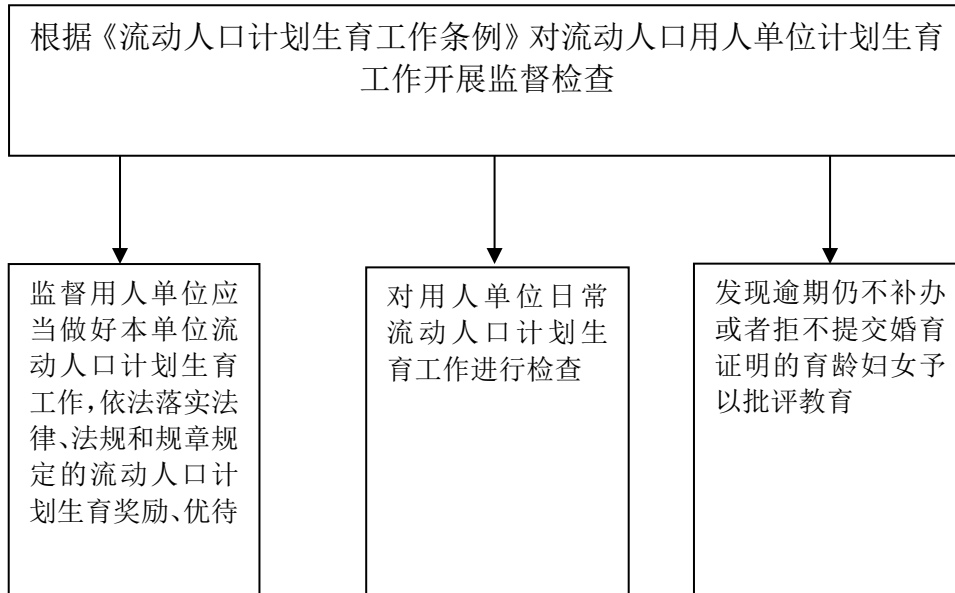 根据《流动人口计划生育工作条例》对流动人口用人单位计划生育
工作开展监督检查
监督用人单位应
当做好本单位流
动人口计划生育
工作,依法落实法
律、法规和规章规
定的流动人口计
划生育奖励、优待
对用人单位日常
流动人口计划生
育工作进行检查
发现逾期仍不补办
或者拒不提交婚育
证明的育龄妇女予
以批评教育